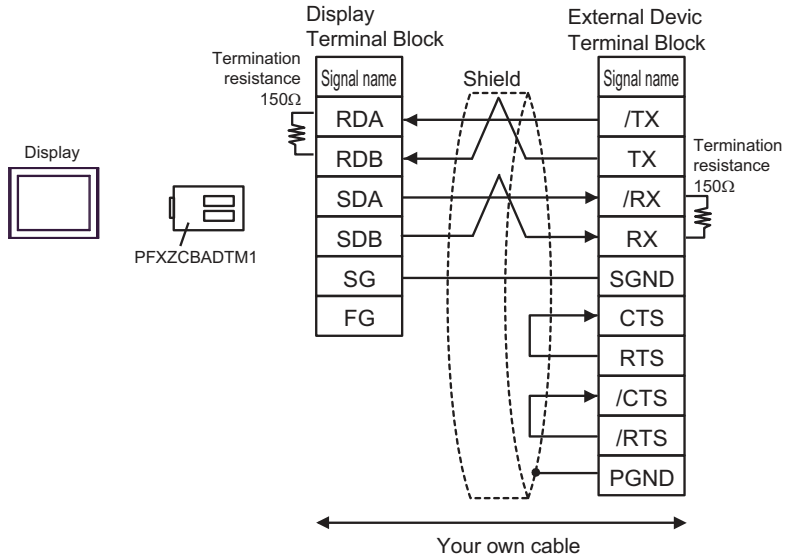 Display
Terminal Block
External Devic
Terminal Block
Termination
resistance
150Ω
Signal name
Shield
Signal name
RDA
/TX
RDB
TX
Termination
resistance
150Ω
Display
SDA
/RX
SDB
RX
PFXZCBADTM1
SG
SGND
FG
CTS
RTS
/CTS
/RTS
PGND
Your own cable